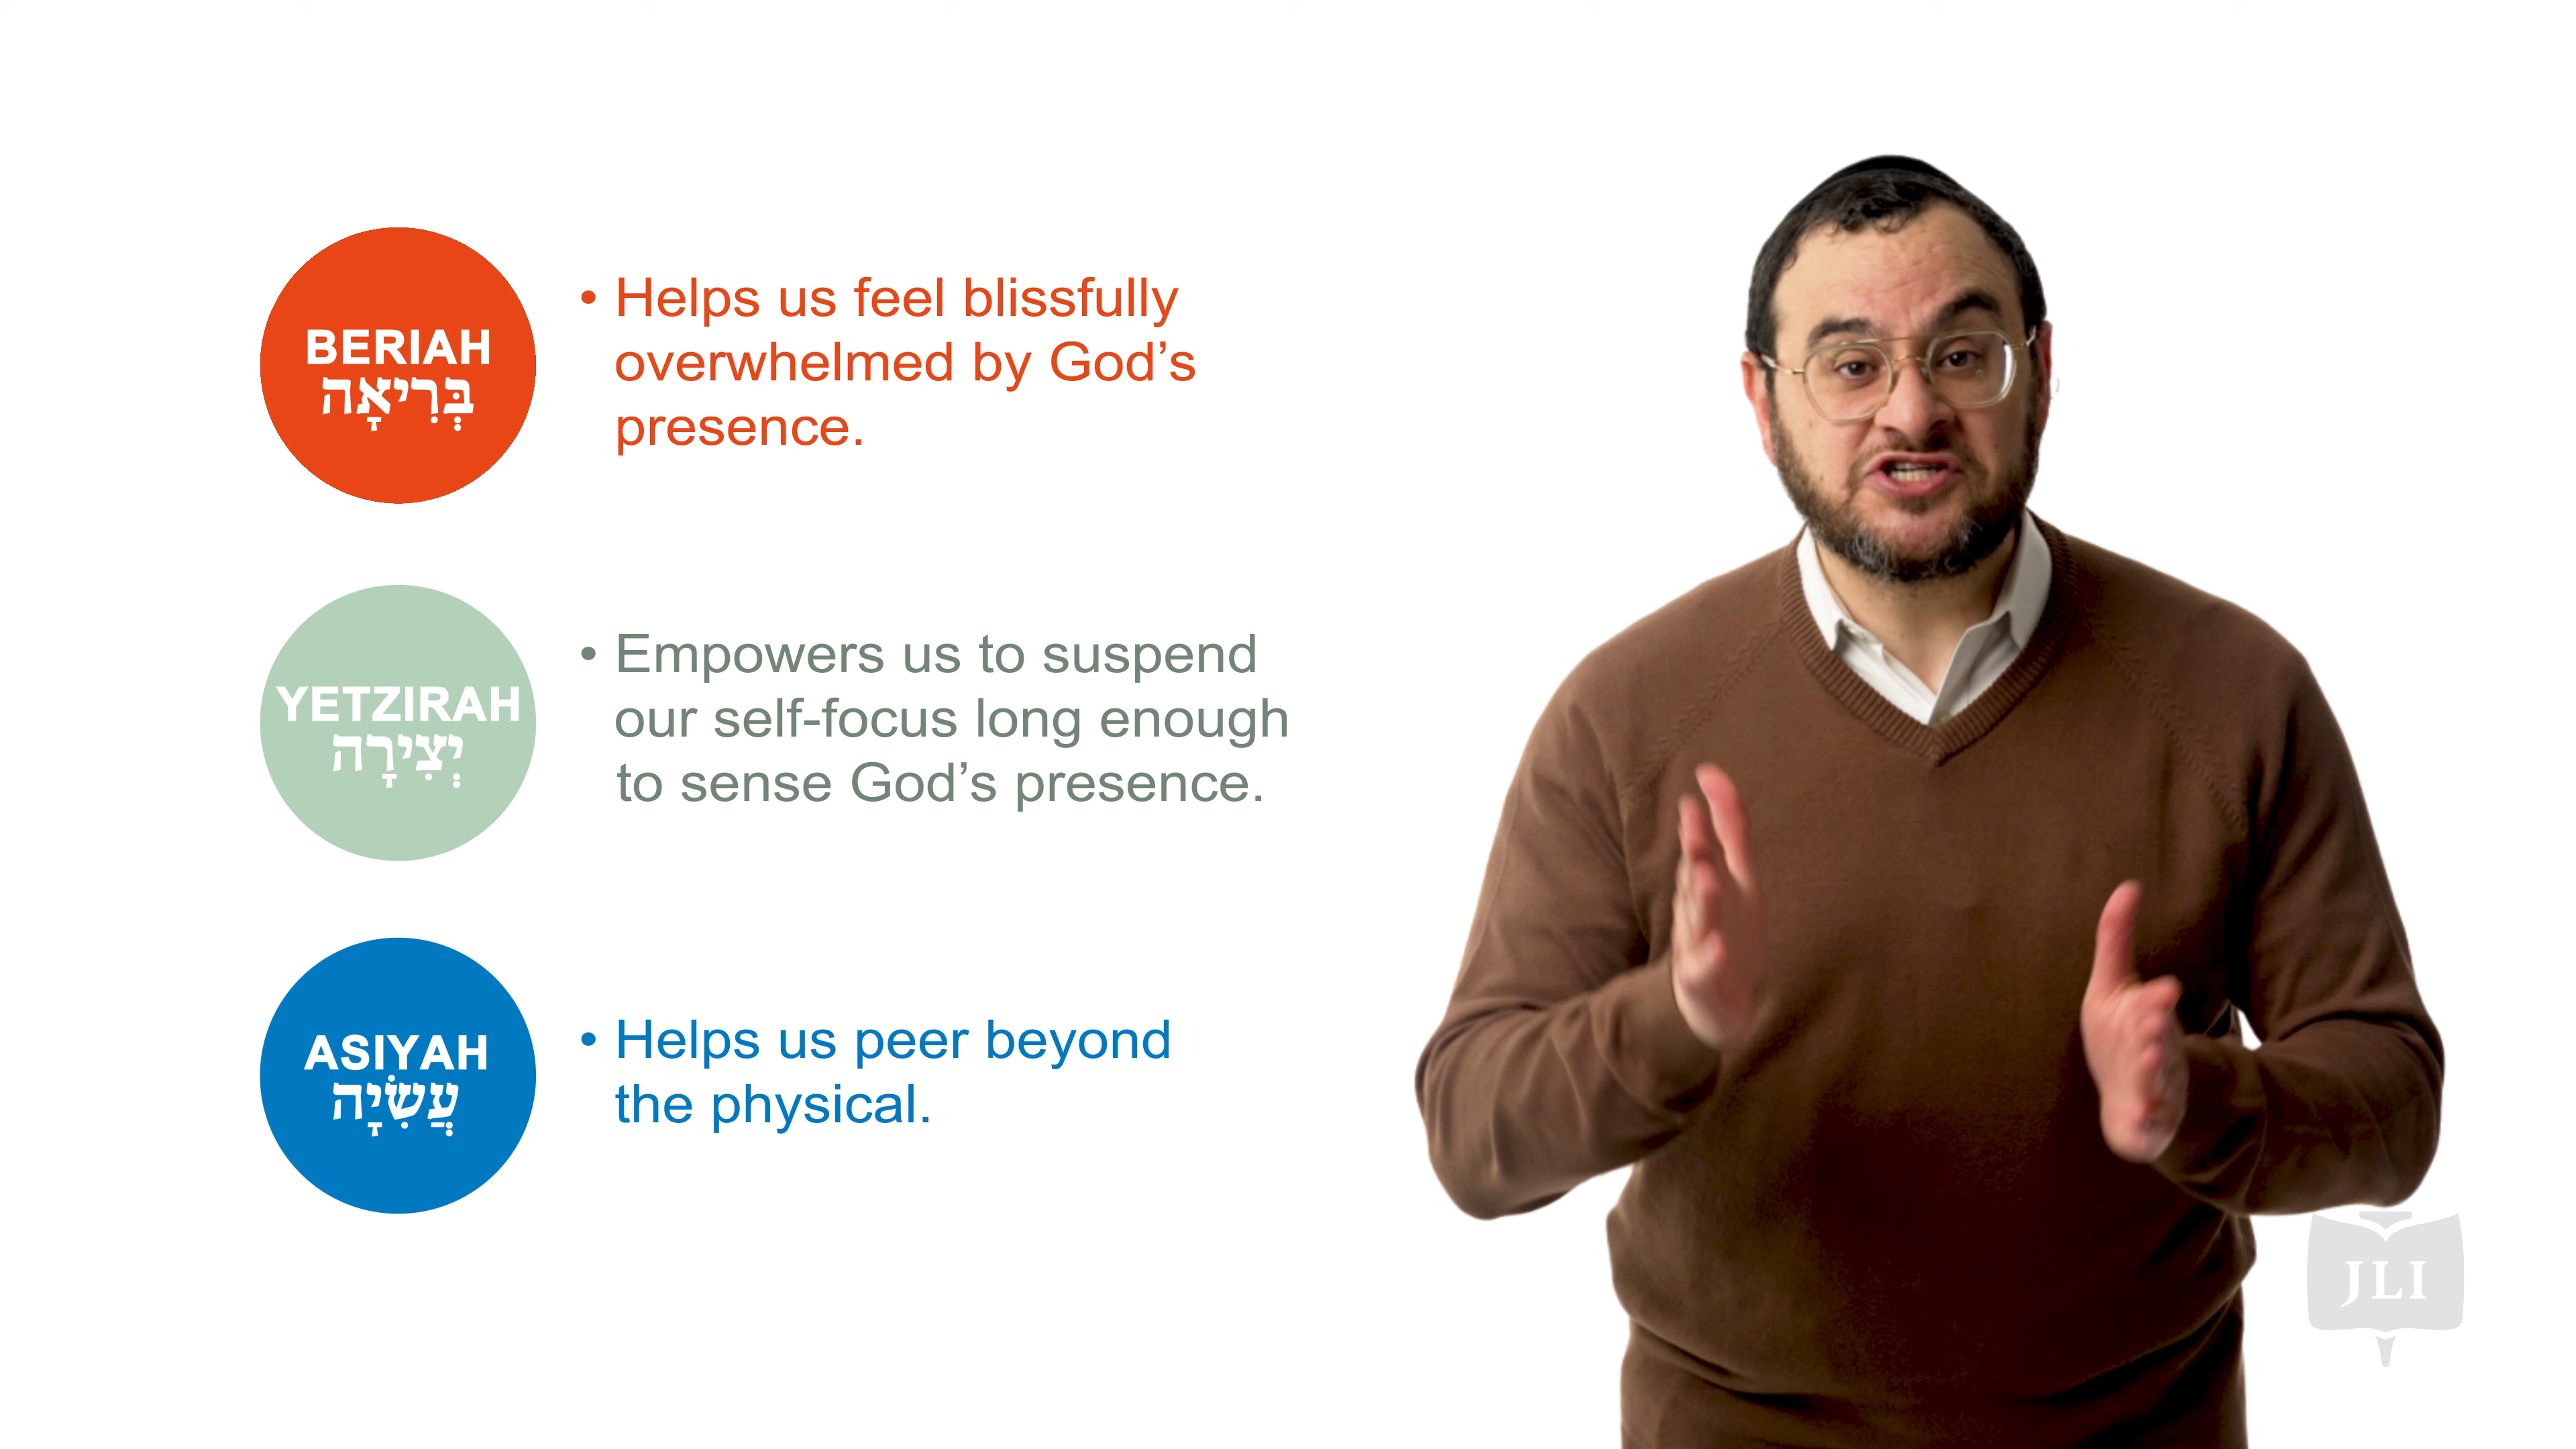 BERIAH
בְּרִיאָה
• Helps us feel blissfully
overwhelmed by God’s
presence.
YETZIRAH
יְצִירָה
• Empowers us to suspend
our self-focus long enough
to sense God’s presence.
ASIYAH
עֲשִׂיָּה
• Helps us peer beyond
the physical.
JLI